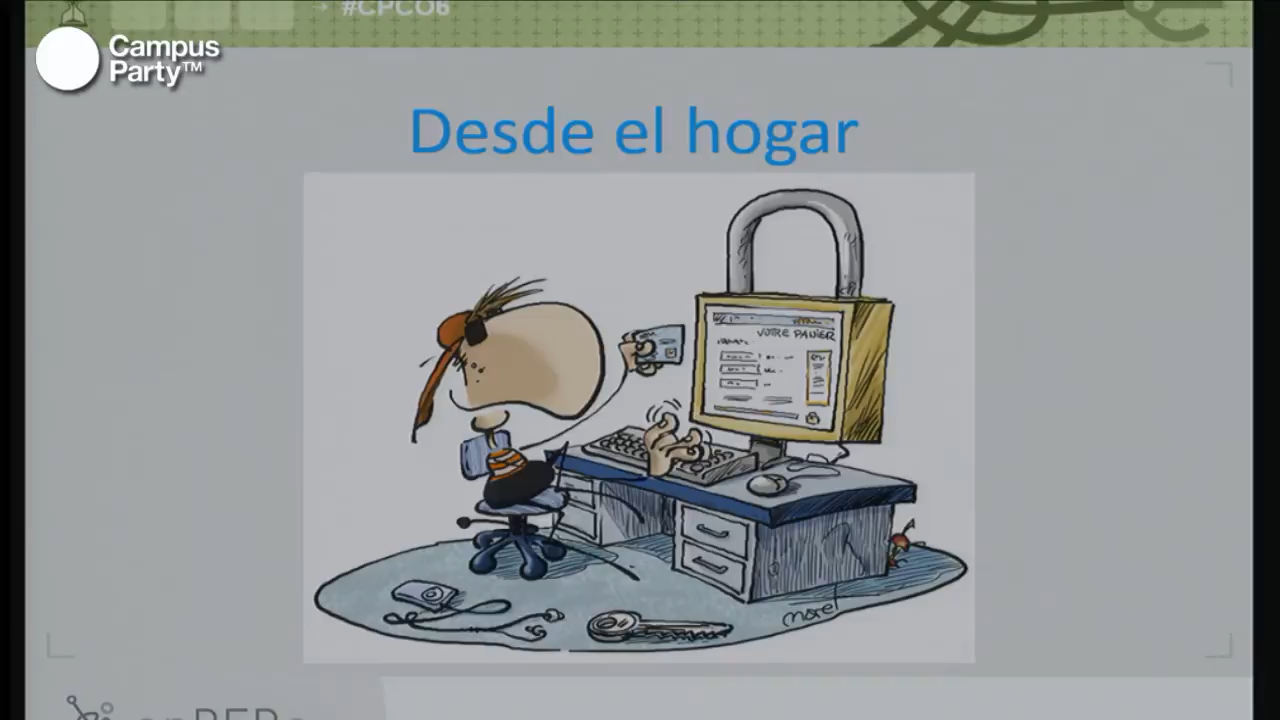 #CPCO6
Campus
Party™
Desde el hogar
VOTRE PANIER
morel